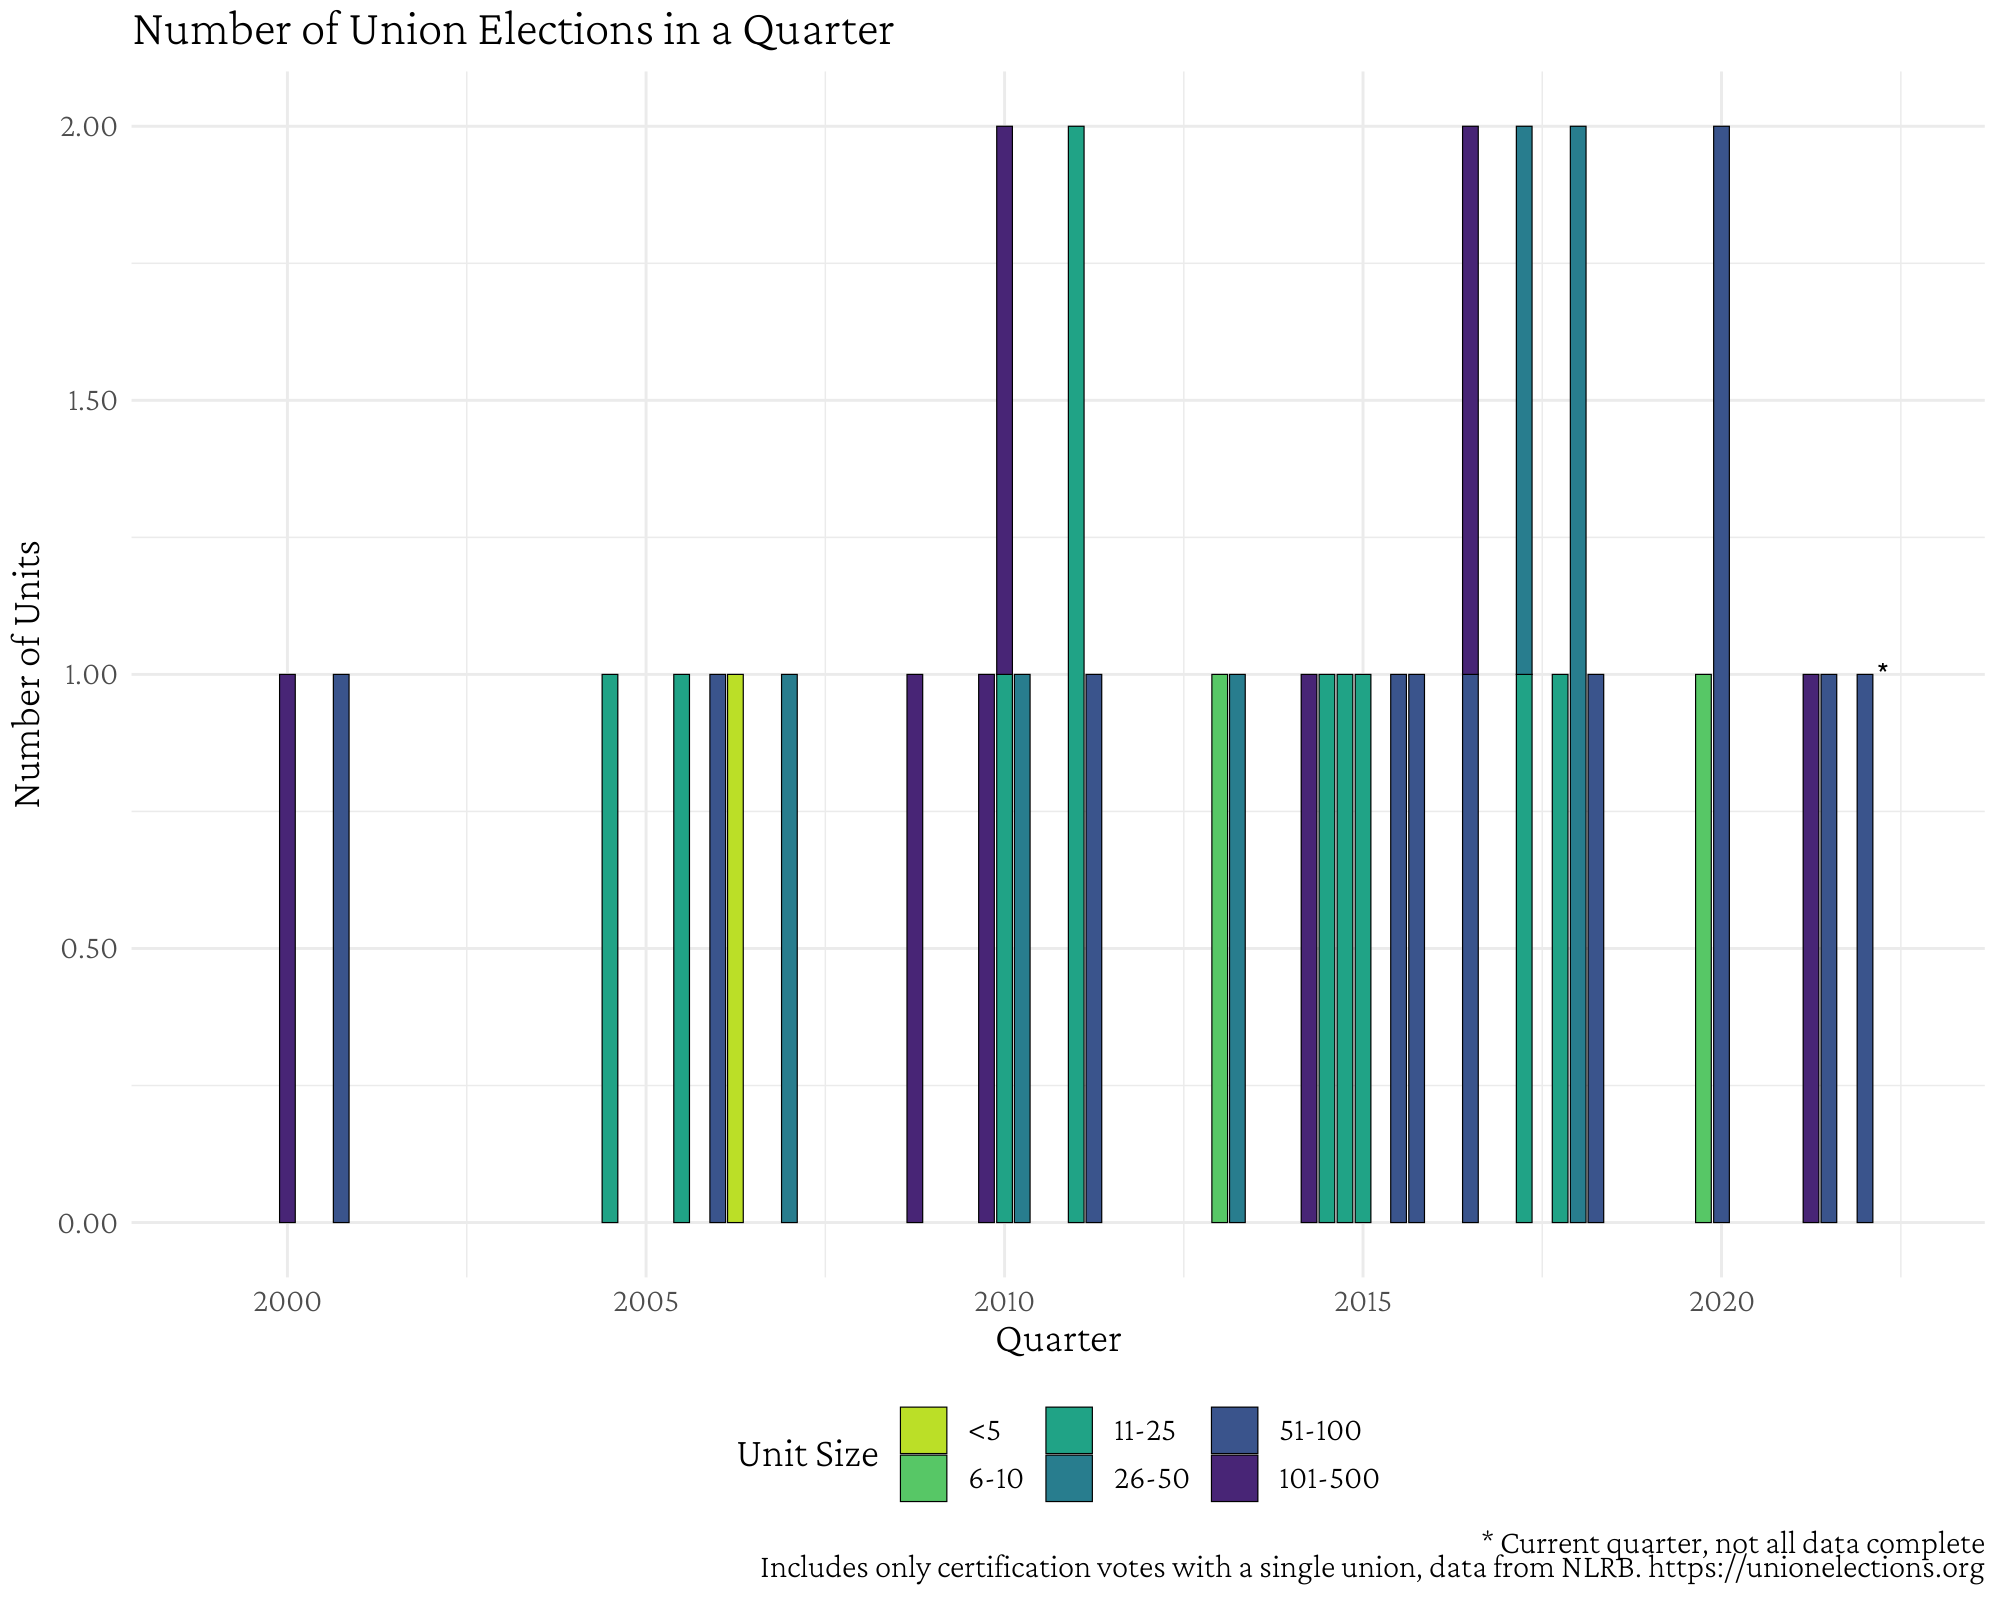 Number of Union Elections in a Quarter
Number of Units
2.00
1.50
1.00
0.50
0.00
*
2000 2005 2010 2015 2020
Quarter
Unit Size
<5 11-25 51-100
6-10 26-50 101-500
* Current quarter, not all data complete
Includes only certification votes with a single union, data from NLRB. https://unionelections.org